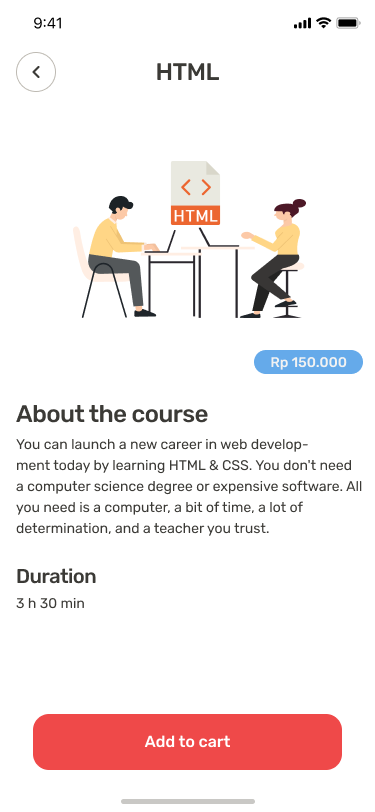 9:41
HTML
HTML
Rp 150.000
About the course
You can launch a new career in web develop-
ment today by learning HTML & CSS. You don't need
a computer science degree or expensive software. All
you need is a computer, a bit of time, a lot of
determination, and a teacher you trust.
Duration
3 h 30 min
Add to cart